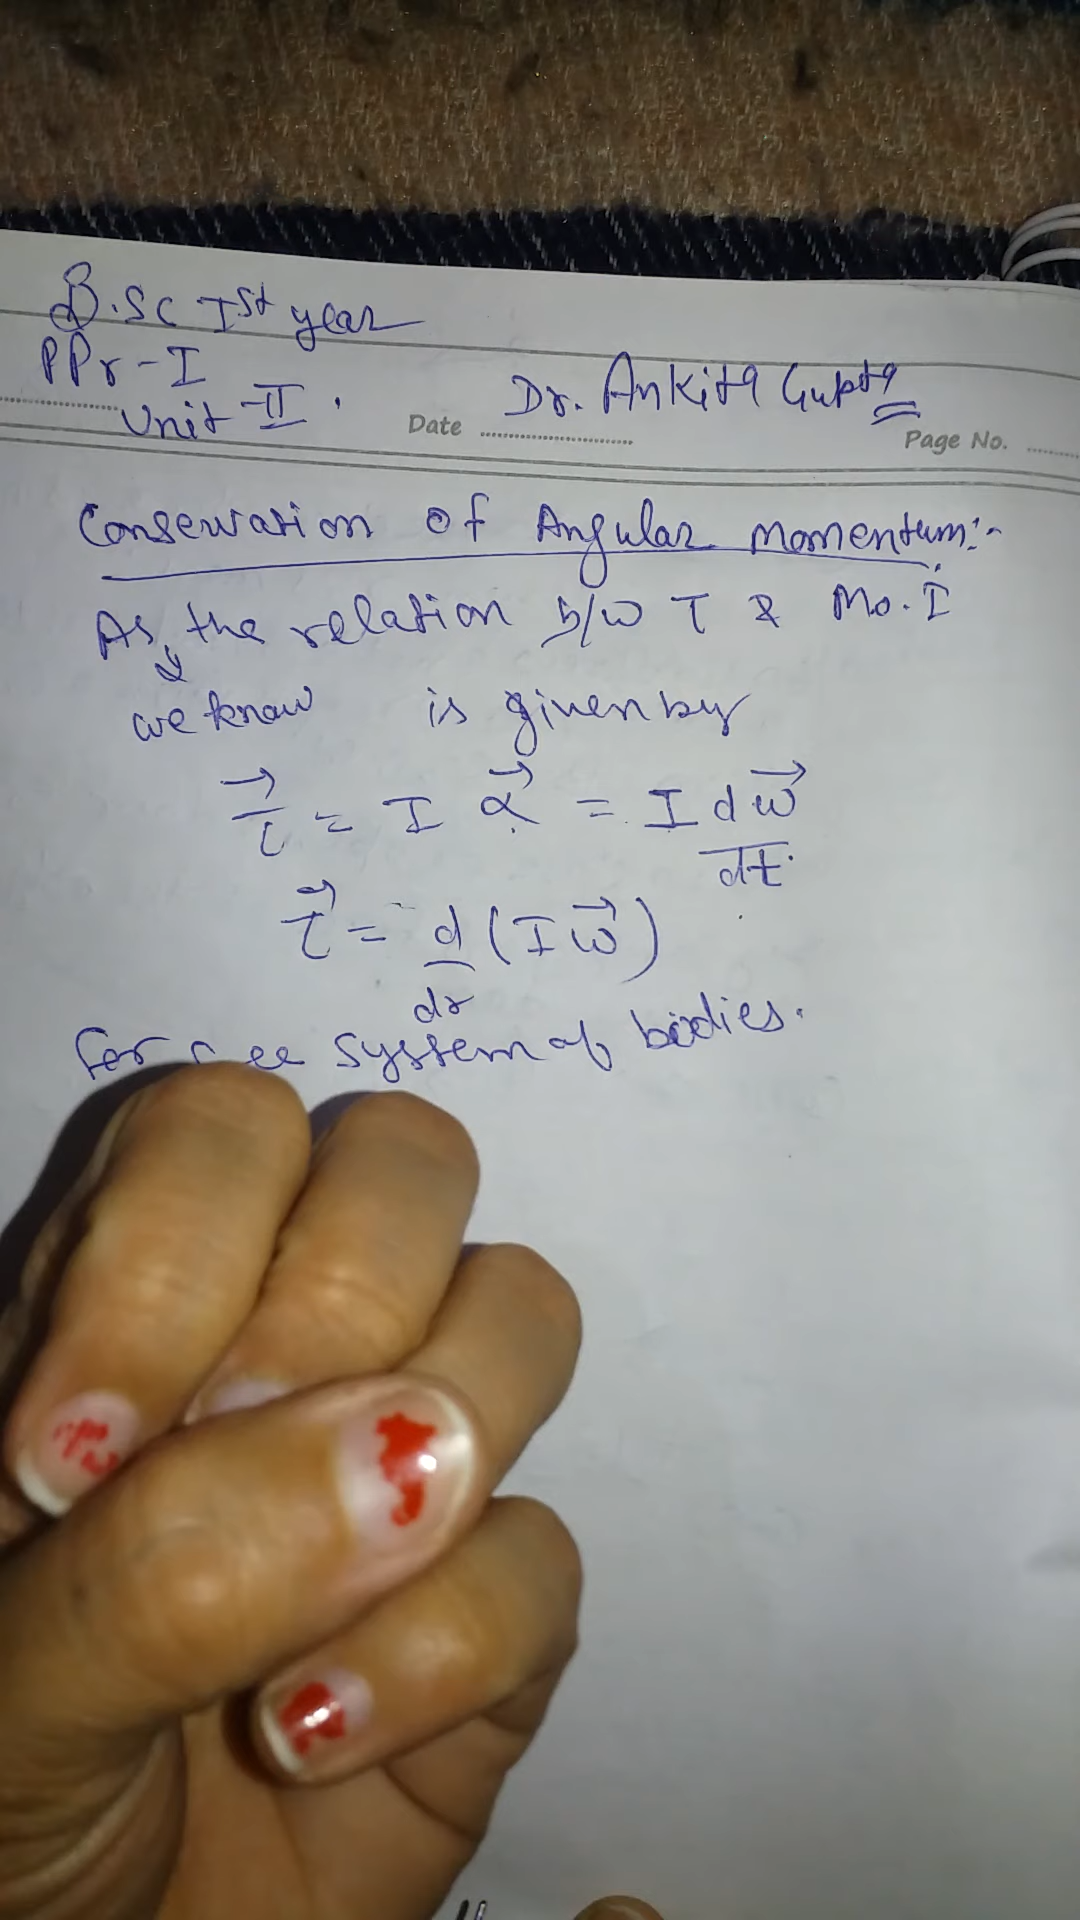 B.Sc Ist year
PPr-I
Unit-II. Dr. Ankita Gupta
Date Page No.
Conservation of Angular momentum:-
As the relation b/w τ & Mo. I
we know is given by
τ⃗ = I α⃗ = I dω⃗/dt
τ⃗ = d/dr (Iω⃗)
for system of bodies.